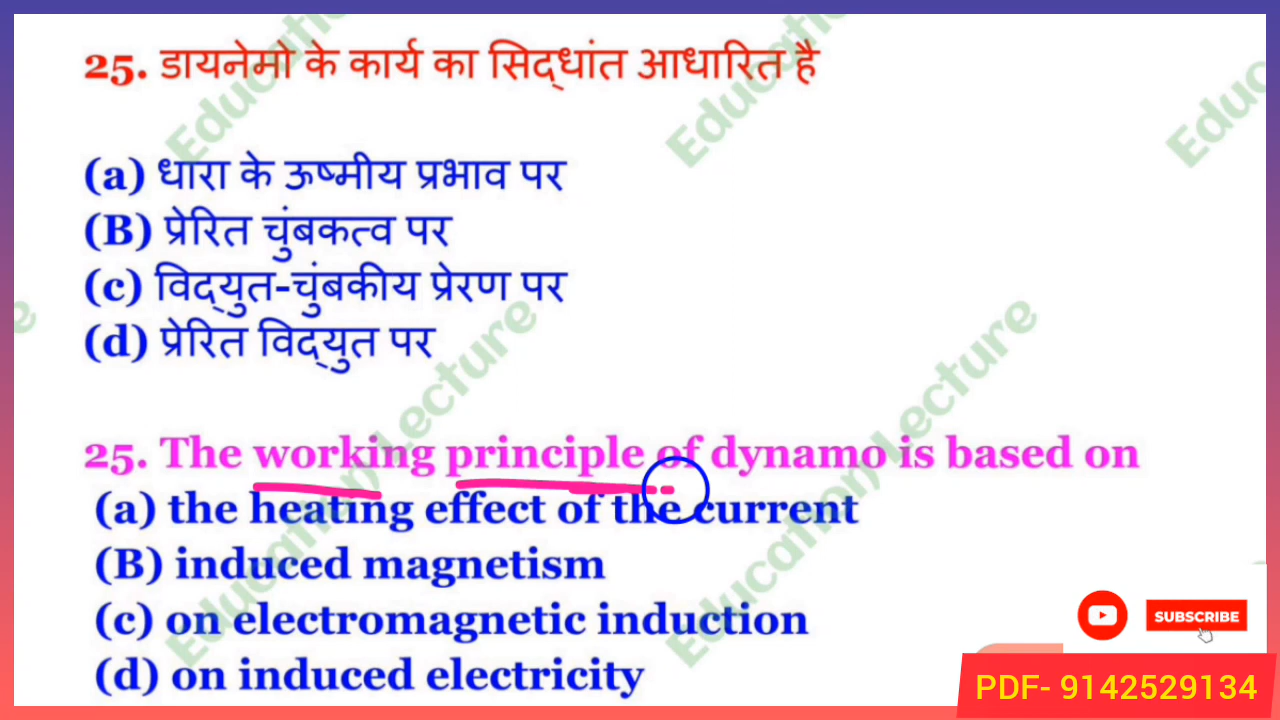 25. डायनेमो के कार्य का सिद्धांत आधारित है
(a) धारा के ऊष्मीय प्रभाव पर
(B) प्रेरित चुंबकत्व पर
(c) विद्युत-चुंबकीय प्रेरण पर
(d) प्रेरित विद्युत पर
25. The working principle of dynamo is based on
(a) the heating effect of the current
(B) induced magnetism
(c) on electromagnetic induction
(d) on induced electricity
SUBSCRIBE
PDF- 9142529134
Education Lecture
Education Lecture